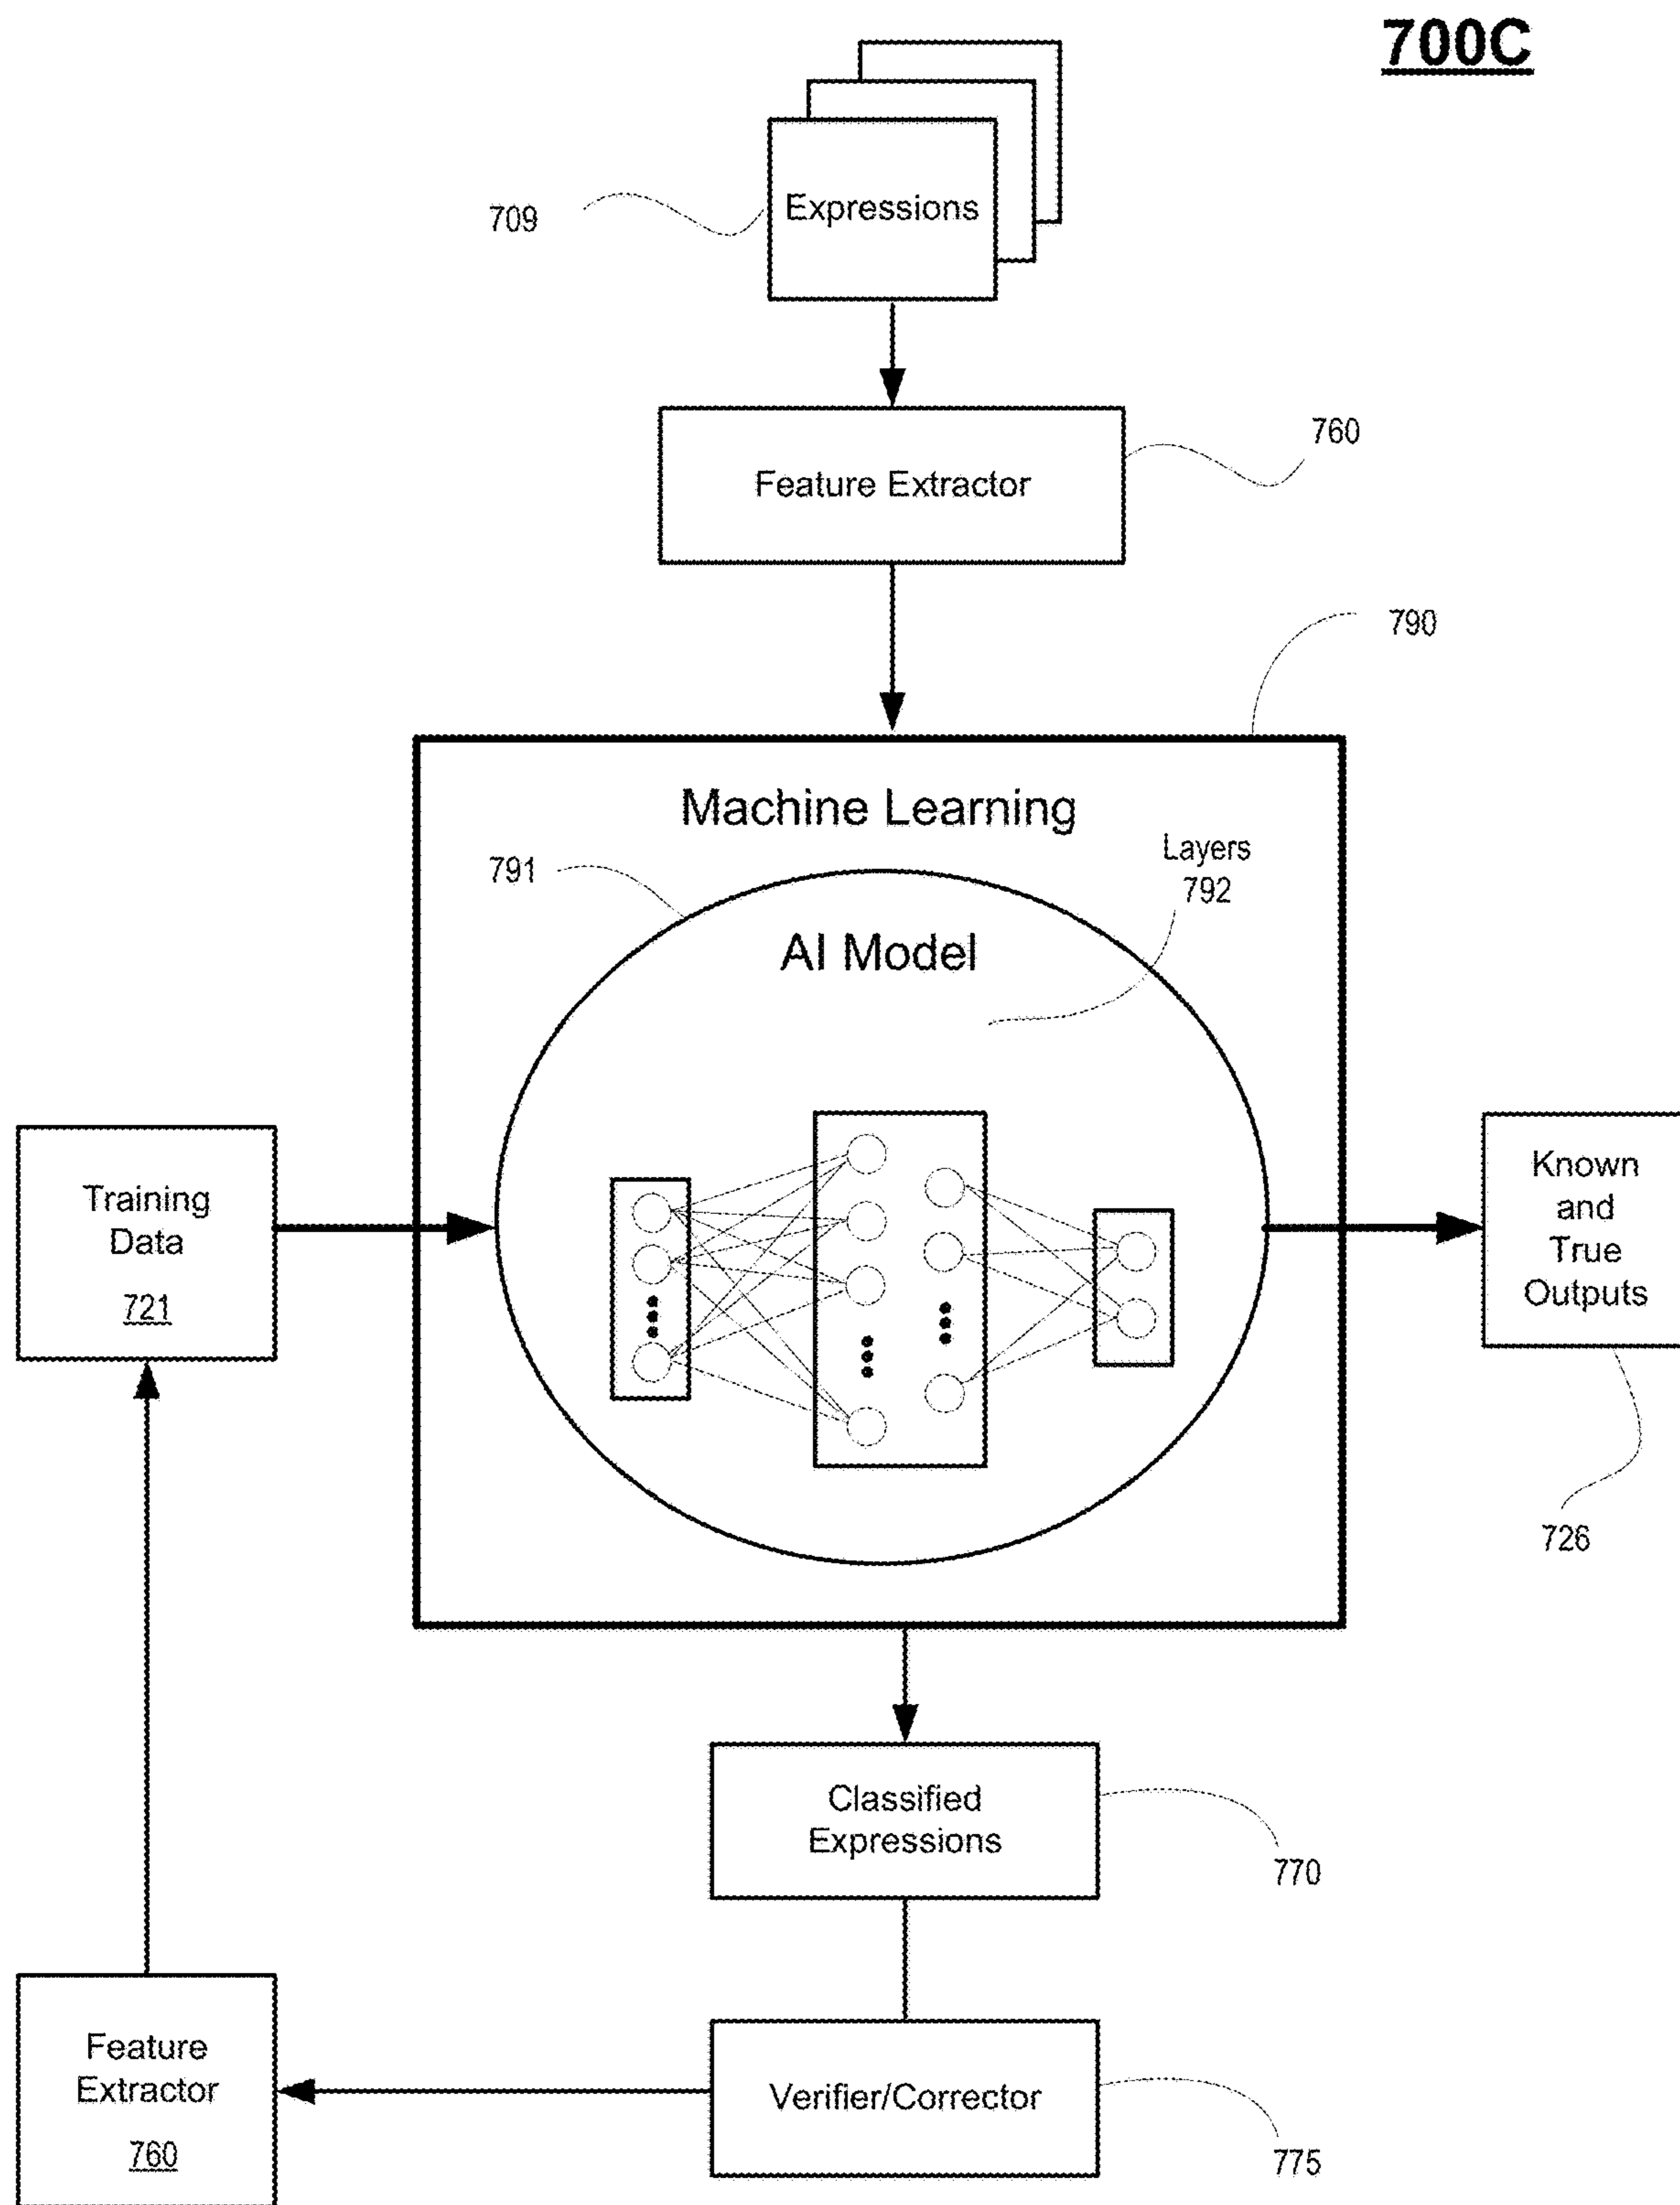 700C
Expressions
709
760
Feature Extractor
790
Machine Learning
Layers
792
791
AI Model
Training
Data
721
Known
and
True
Outputs
726
Classified
Expressions
770
Feature
Extractor
760
Verifier/Corrector
775